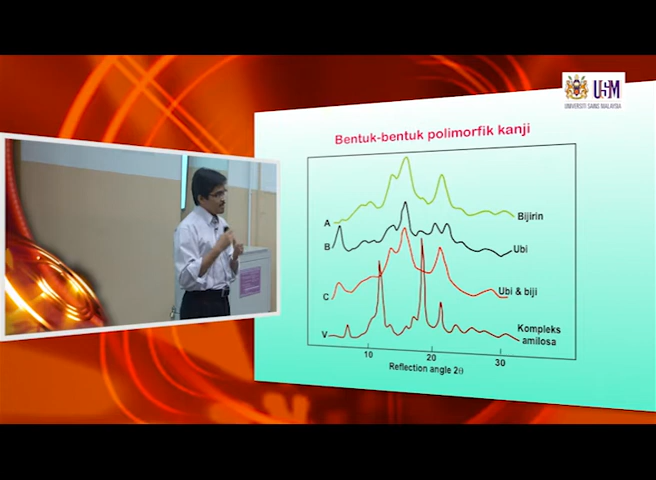 USM
UNIVERSITI SAINS MALAYSIA
Bentuk-bentuk polimorfik kanji
A
Bijirin
B
Ubi
C
Ubi & biji
V
Kompleks
amilosa
10
20
30
Reflection angle 2θ